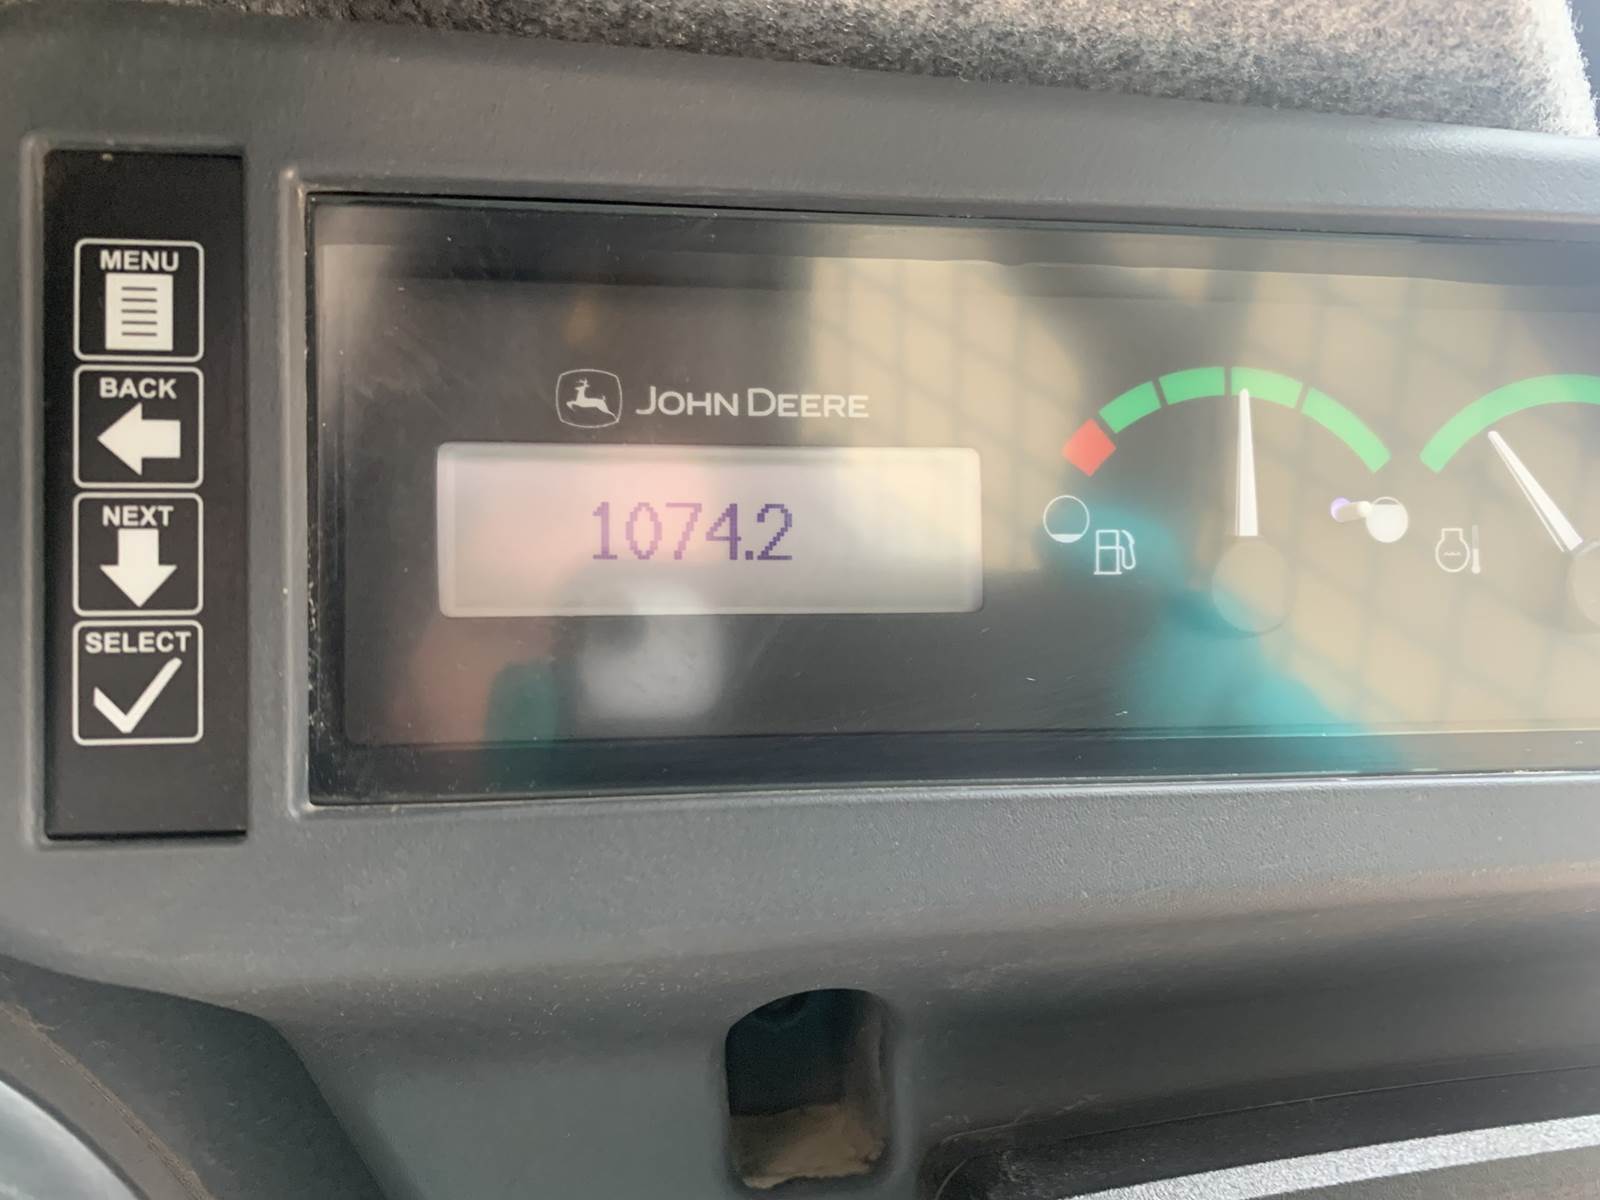 MENU
BACK
NEXT
SELECT
JOHN DEERE
1074.2